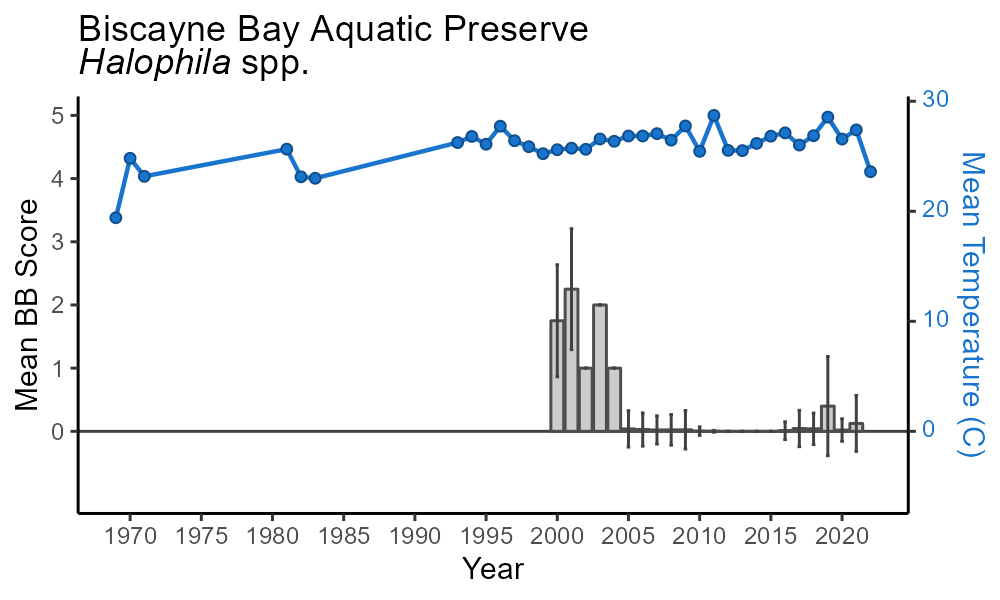 Biscayne Bay Aquatic Preserve
Halophila spp.
Mean BB Score
5
4
3
2
1
0
30
20
10
0
Mean Temperature (C)
1970 1975 1980 1985 1990 1995 2000 2005 2010 2015 2020
Year